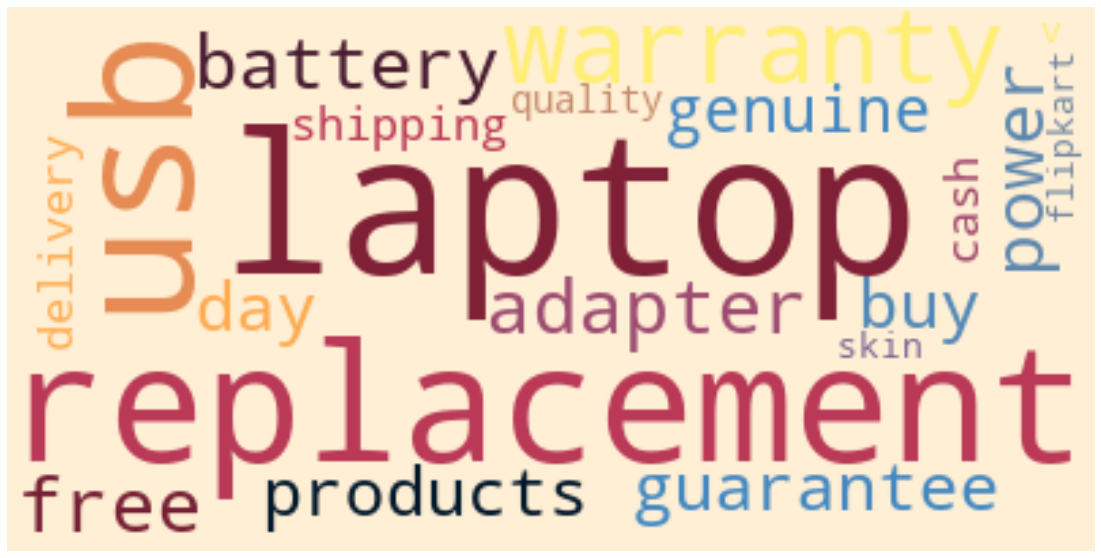 warranty
battery
quality
genuine
shipping
usb
laptop
power
flipkart
<
cash
delivery
day
adapter
buy
skin
replacement
free
products
guarantee